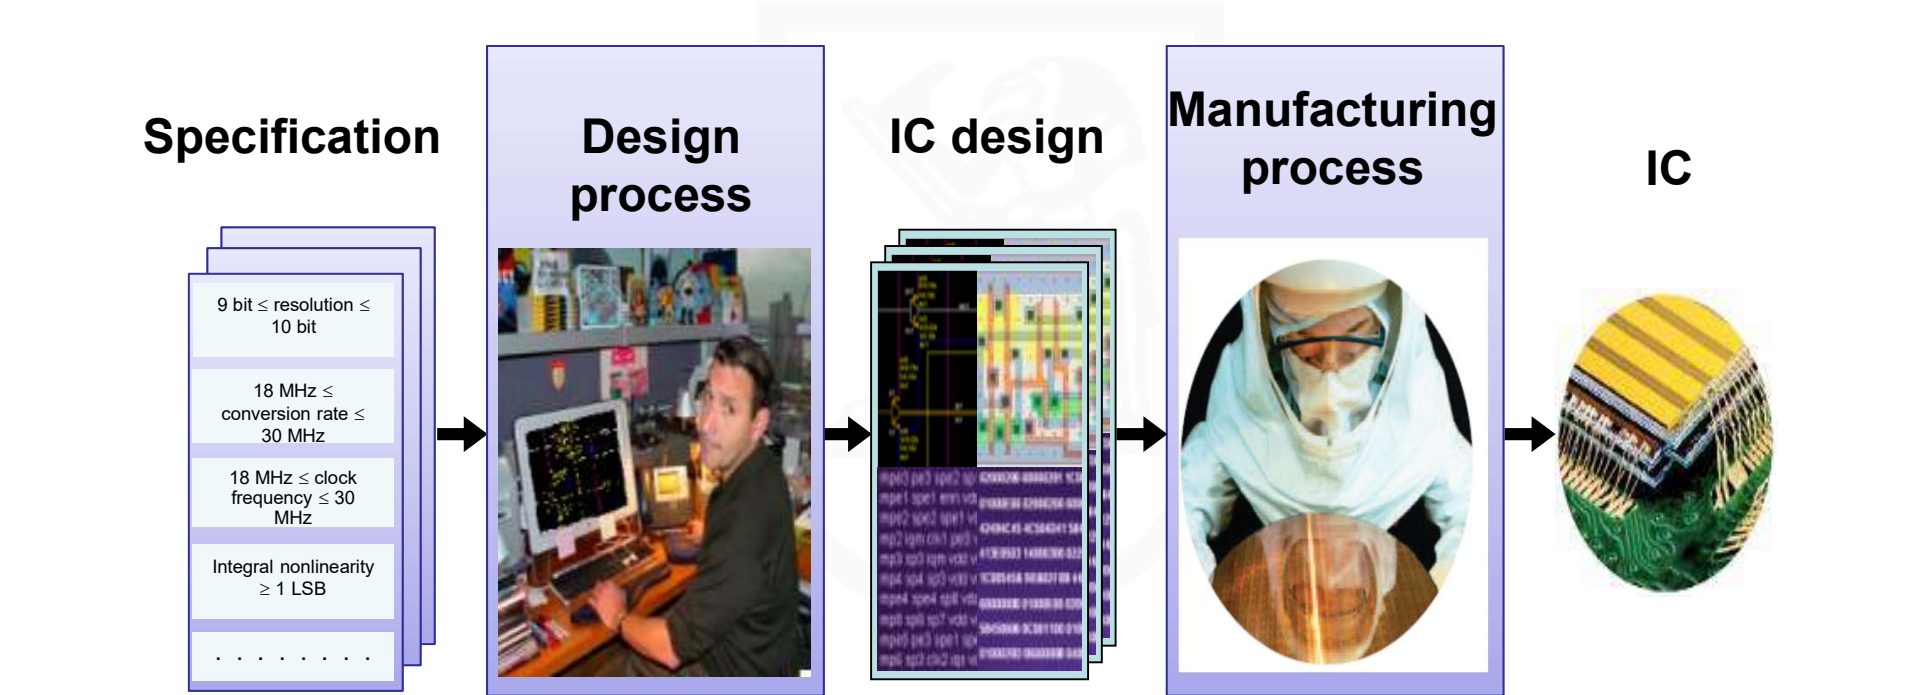 Specification
9 bit ≤ resolution ≤
10 bit
18 MHz ≤
conversion rate ≤
30 MHz
18 MHz ≤ clock
frequency ≤ 30
MHz
Integral nonlinearity
≥ 1 LSB
. . . . . . . .
Design
process
IC design
Manufacturing
process
IC